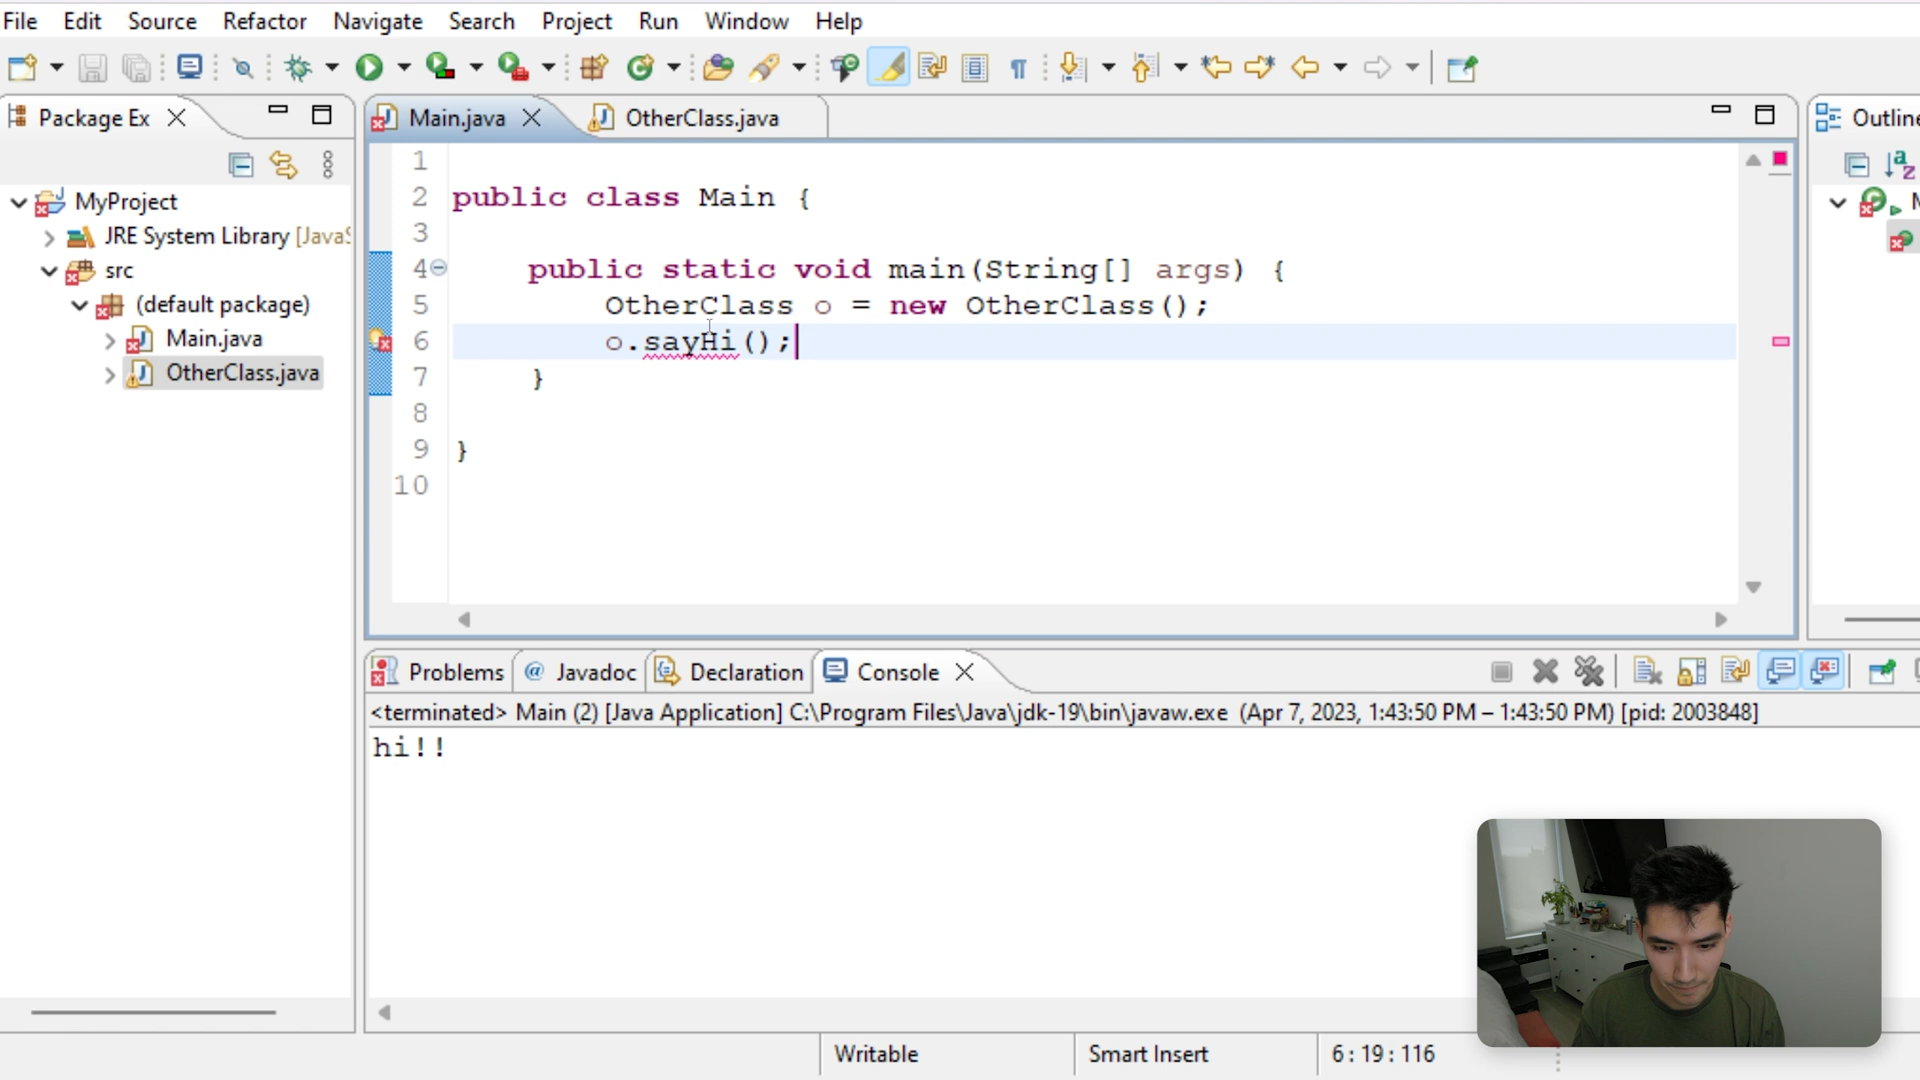 File Edit Source Refactor Navigate Search Project Run Window Help
Package Ex
Main.java
OtherClass.java
Outline
MyProject
JRE System Library [JavaS
src
(default package)
Main.java
OtherClass.java
1
2 public class Main {
3
4 public static void main(String[] args) {
5 OtherClass o = new OtherClass();
6 o.sayHi();
7 }
8
9 }
10
Problems @ Javadoc Declaration Console
<terminated> Main (2) [Java Application] C:\Program Files\Java\jdk-19\bin\javaw.exe (Apr 7, 2023, 1:43:50 PM – 1:43:50 PM) [pid: 2003848]
hi!!
Writable Smart Insert 6 : 19 : 116